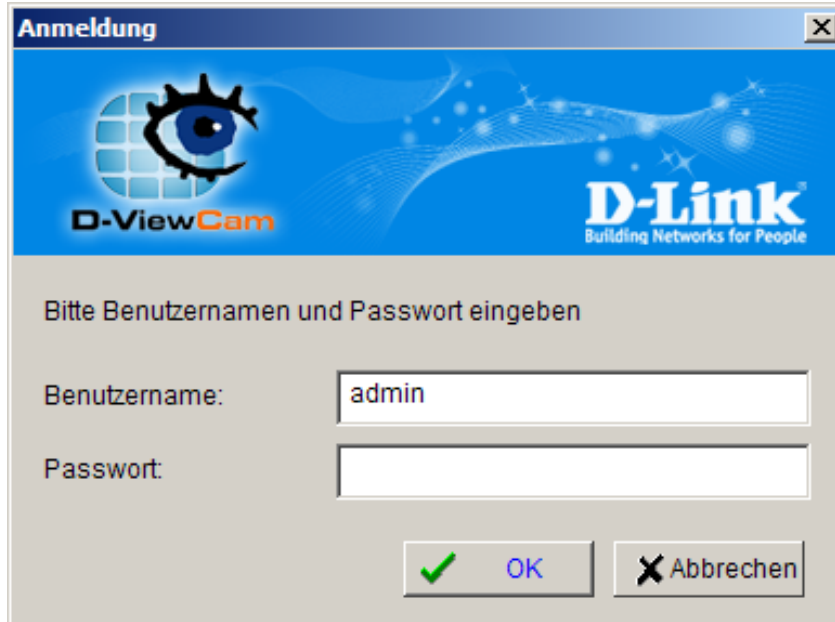 Anmeldung
D-ViewCam
D-Link
Building Networks for People
Bitte Benutzernamen und Passwort eingeben
Benutzername: admin
Passwort:
OK Abbrechen